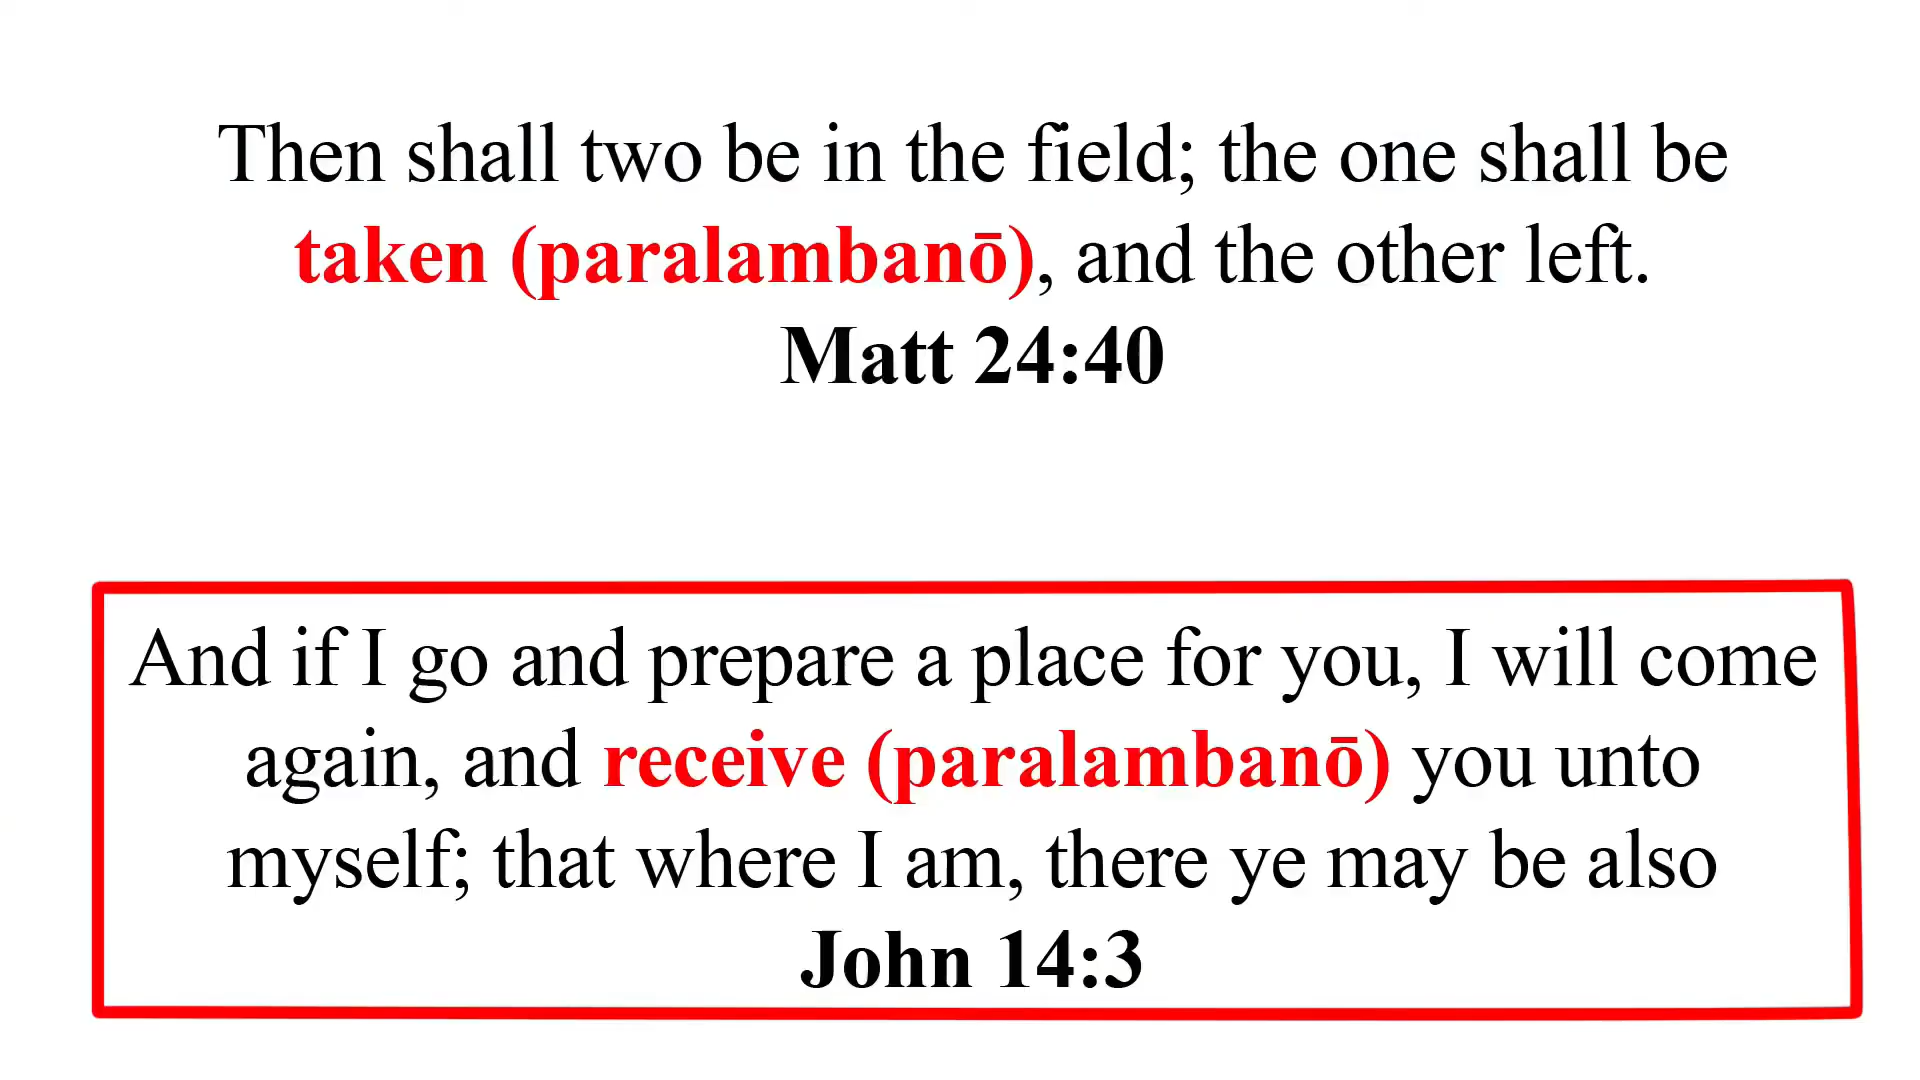 Then shall two be in the field; the one shall be
taken (paralambanō), and the other left.
Matt 24:40
And if I go and prepare a place for you, I will come
again, and receive (paralambanō) you unto
myself; that where I am, there ye may be also
John 14:3